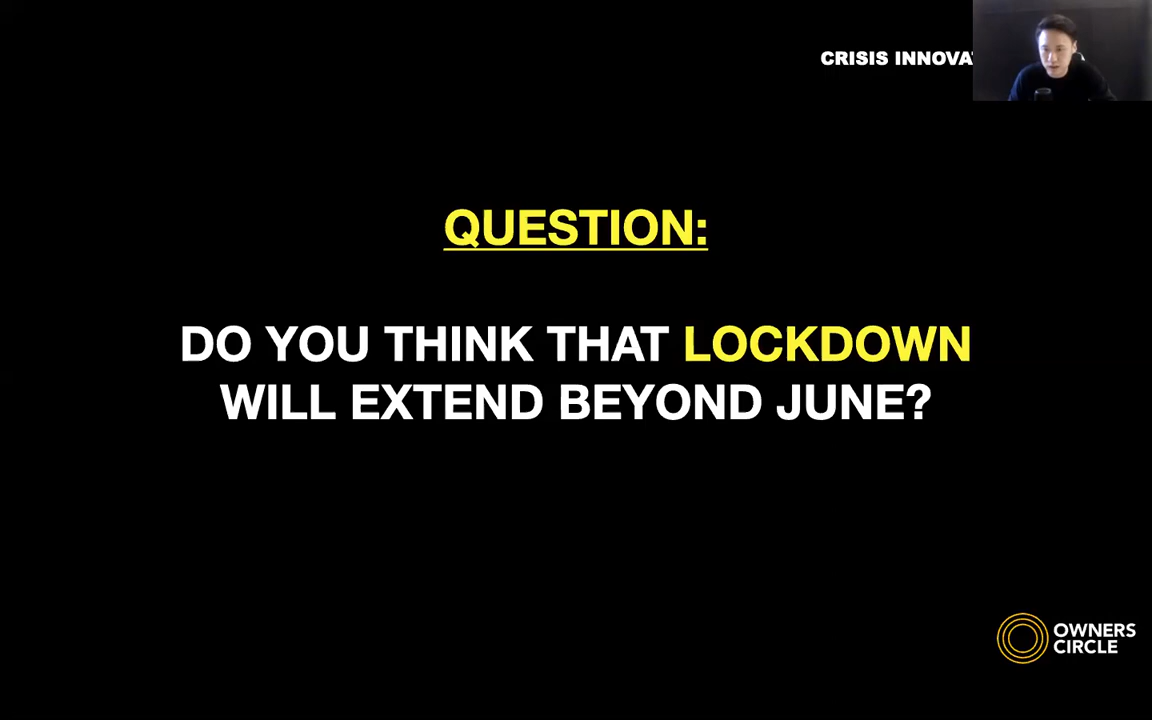 CRISIS INNOVA
QUESTION:
DO YOU THINK THAT LOCKDOWN
WILL EXTEND BEYOND JUNE?
OWNERS
CIRCLE